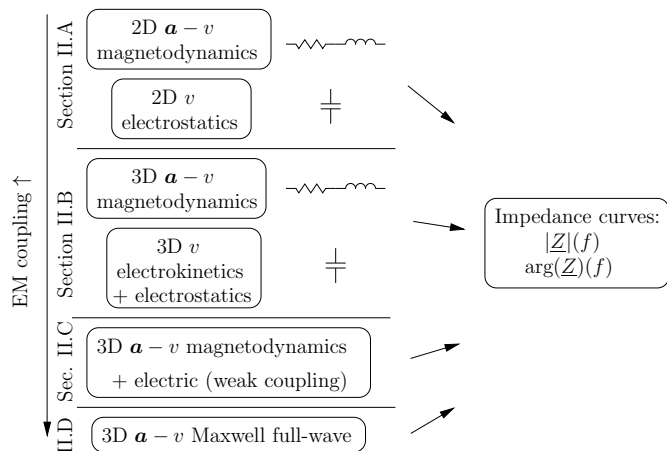 EM coupling ↑
Section II.A
2D a − v
magnetodynamics
2D v
electrostatics
Section II.B
3D a − v
magnetodynamics
3D v
electrokinetics
+ electrostatics
Sec. II.C
3D a − v magnetodynamics
+ electric (weak coupling)
II.D
3D a − v Maxwell full-wave
Impedance curves:
|Z|(f)
arg(Z)(f)